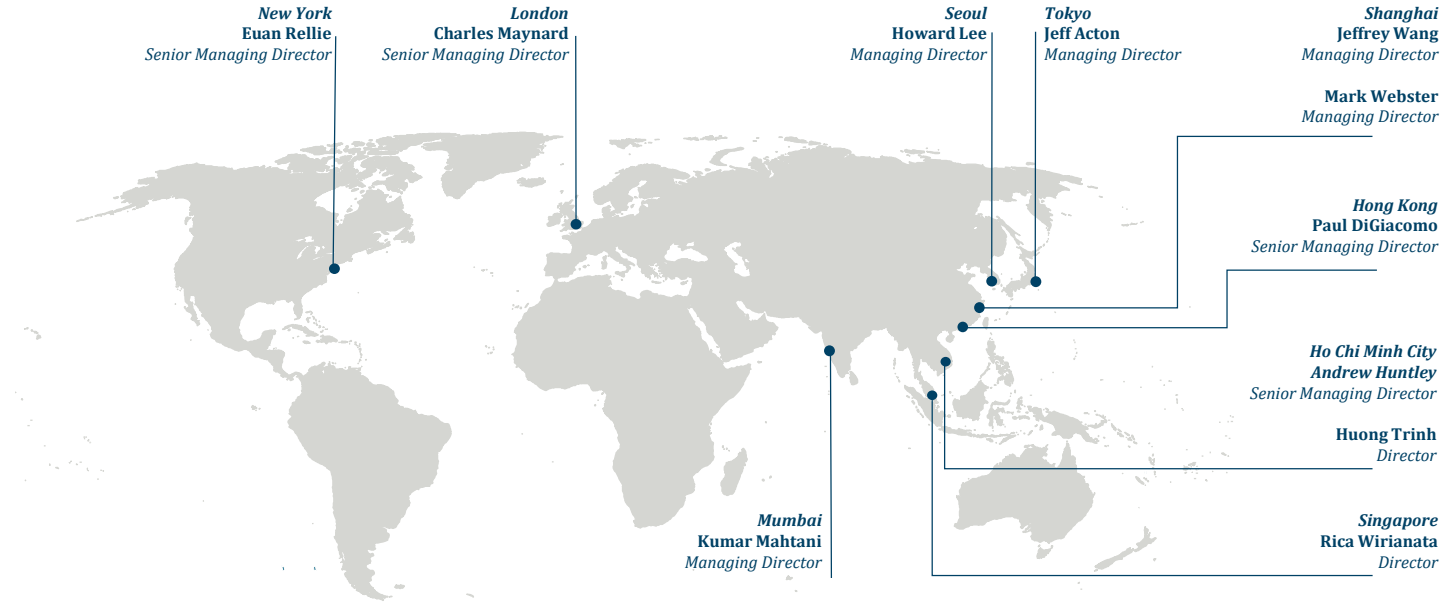 New York
Euan Rellie
Senior Managing Director
London
Charles Maynard
Senior Managing Director
Seoul
Howard Lee
Managing Director
Tokyo
Jeff Acton
Managing Director
Shanghai
Jeffrey Wang
Managing Director
Mark Webster
Managing Director
Hong Kong
Paul DiGiacomo
Senior Managing Director
Ho Chi Minh City
Andrew Huntley
Senior Managing Director
Huong Trinh
Director
Mumbai
Kumar Mahtani
Managing Director
Singapore
Rica Wirianata
Director